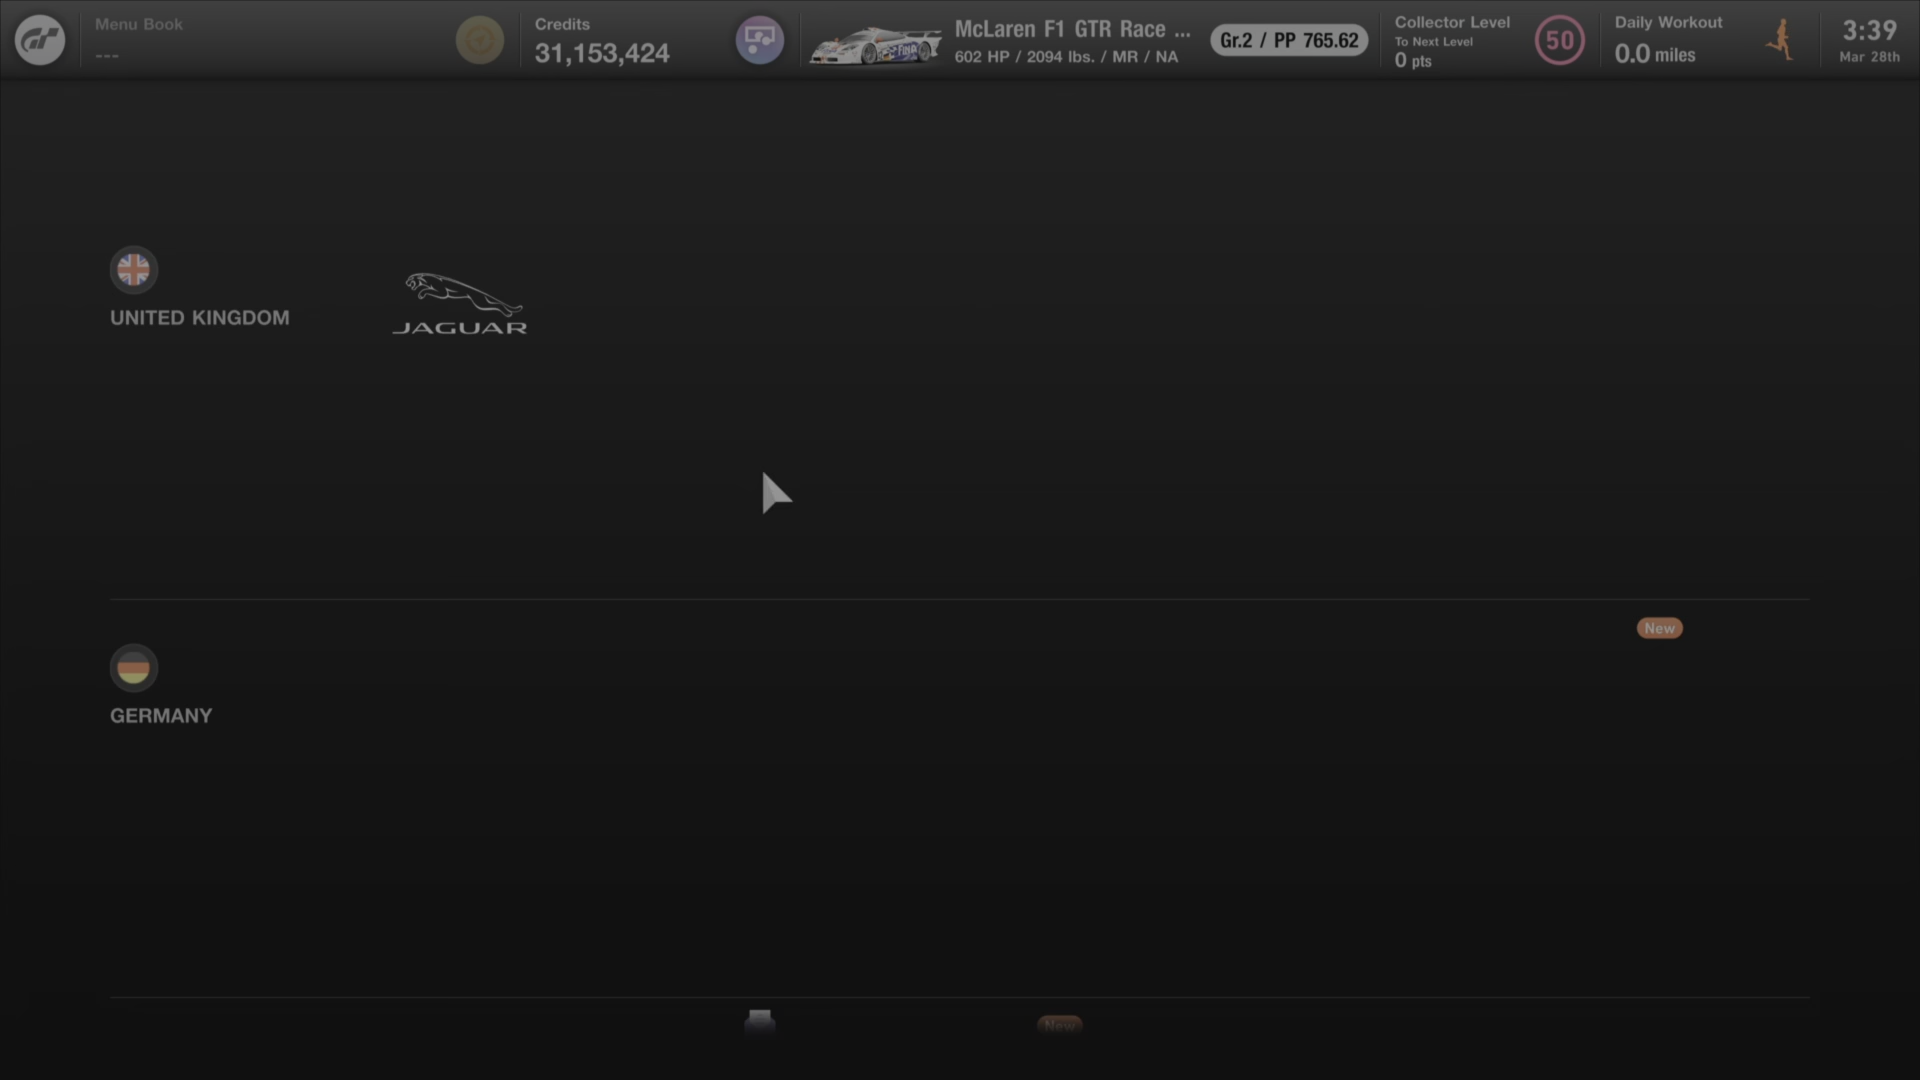 Menu Book
---
Credits
31,153,424
McLaren F1 GTR Race ...
602 HP / 2094 lbs. / MR / NA
Gr.2 / PP 765.62
Collector Level
To Next Level
0 pts
50
Daily Workout
0.0 miles
3:39
Mar 28th
UNITED KINGDOM
JAGUAR
New
GERMANY
New